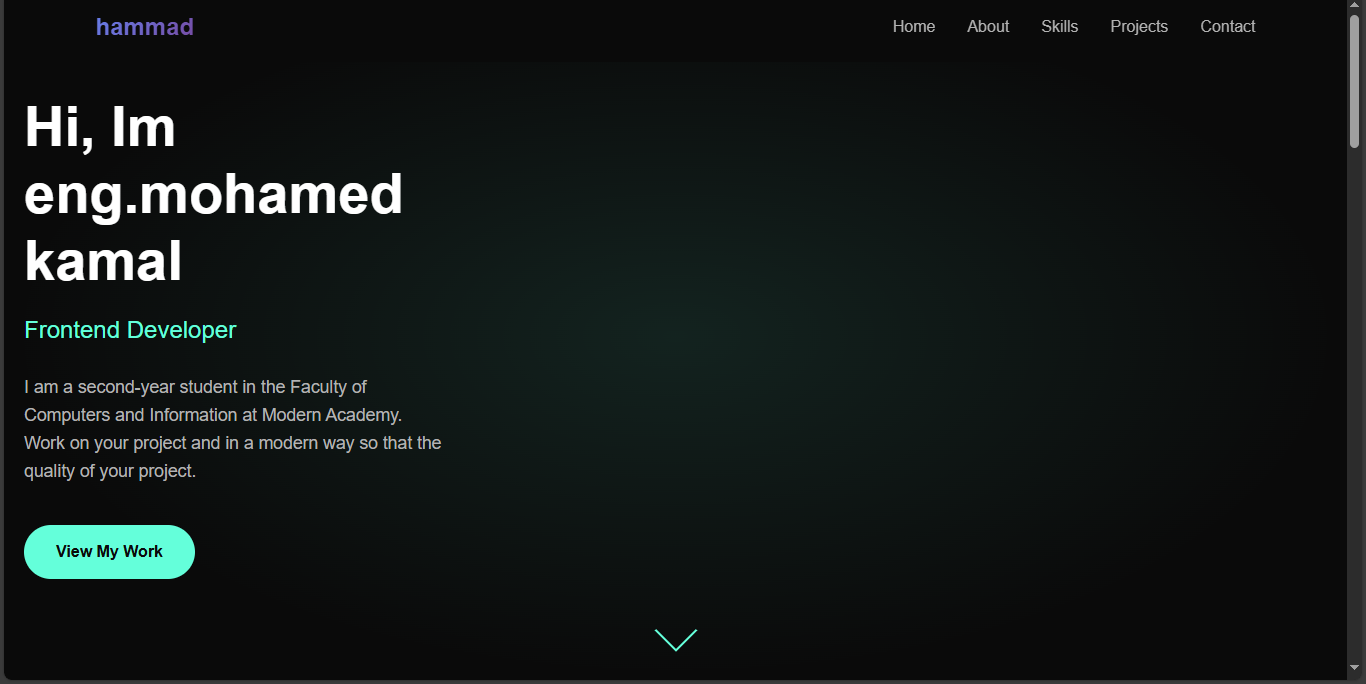 hammad
Home About Skills Projects Contact
Hi, Im
eng.mohamed
kamal
Frontend Developer
I am a second-year student in the Faculty of
Computers and Information at Modern Academy.
Work on your project and in a modern way so that the
quality of your project.
View My Work